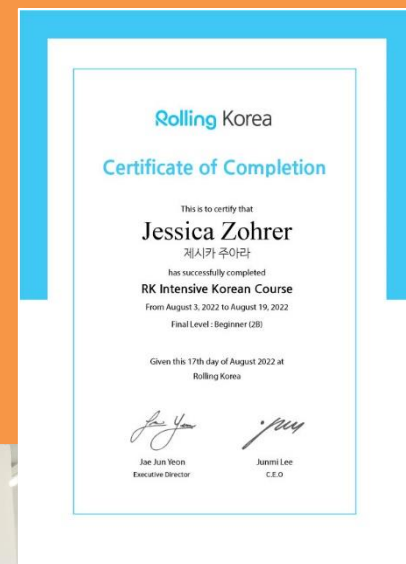 Rolling Korea
Certificate of Completion
This is to certify that
Jessica Zohrer
제시카 주아라
has successfully completed
RK Intensive Korean Course
From August 3, 2022 to August 19, 2022
Final Level : Beginner (2B)
Given this 17th day of August 2022 at
Rolling Korea
Jae Jun Yeon
Junmi Lee
Executive Director
C.E.O